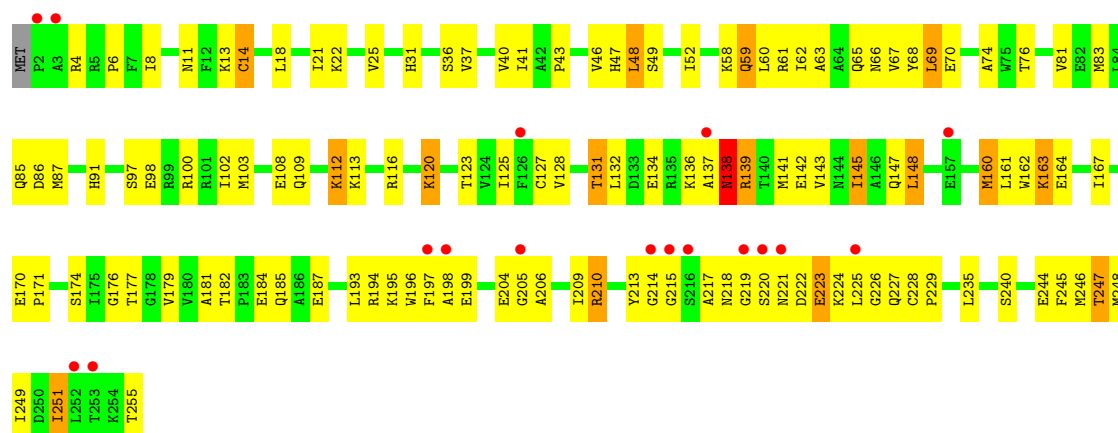 MET P2 A3 R4 R5 P6 F7 I8 N11 F12 K13 C14 L18 I21 K22 V25 H31 S36 V37 V40 I41 A42 P43 V46 H47 L48 S49 I52 K58 Q59 L60 R61 I62 A63 A64 Q65 N66 V67 Y68 L69 E70 A74 W75 T76 V81 E82 M83 L84
Q85 D86 M87 H91 S97 E98 R99 R100 R101 I102 M103 E108 Q109 K112 K113 R116 K120 T123 V124 I125 F126 C127 V128 T131 L132 D133 E134 R135 K136 A137 N138 R139 T140 M141 E142 V143 N144 I145 A146 Q147 L148 E157 M160 L161 W162 K163 E164 I167
E170 P171 S174 I175 G176 T177 G178 V179 V180 A181 T182 P183 E184 Q185 A186 E187 L193 R194 K195 W196 F197 A198 E199 E204 G205 A206 I209 R210 Y213 G214 G215 S216 A217 N218 G219 S220 N221 D222 E223 K224 L225 G226 Q227 C228 P229 L235 S240 E244 F245 M246 T247 M248
I249 D250 I251 L252 T253 K254 T255